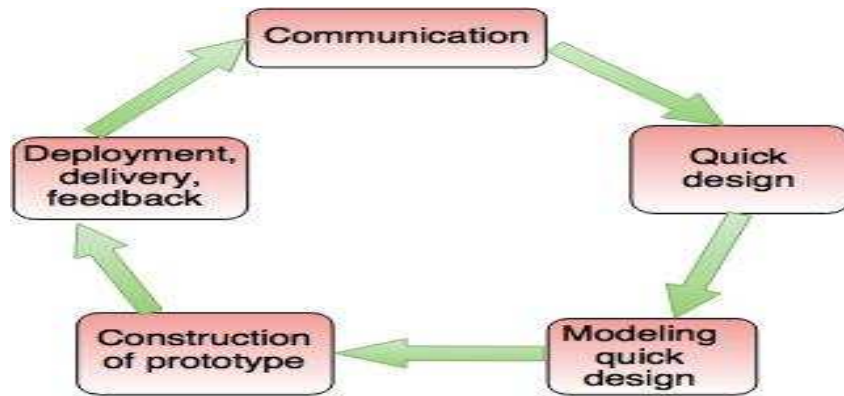 Communication
Quick
design
Modeling
quick
design
Construction
of prototype
Deployment,
delivery,
feedback